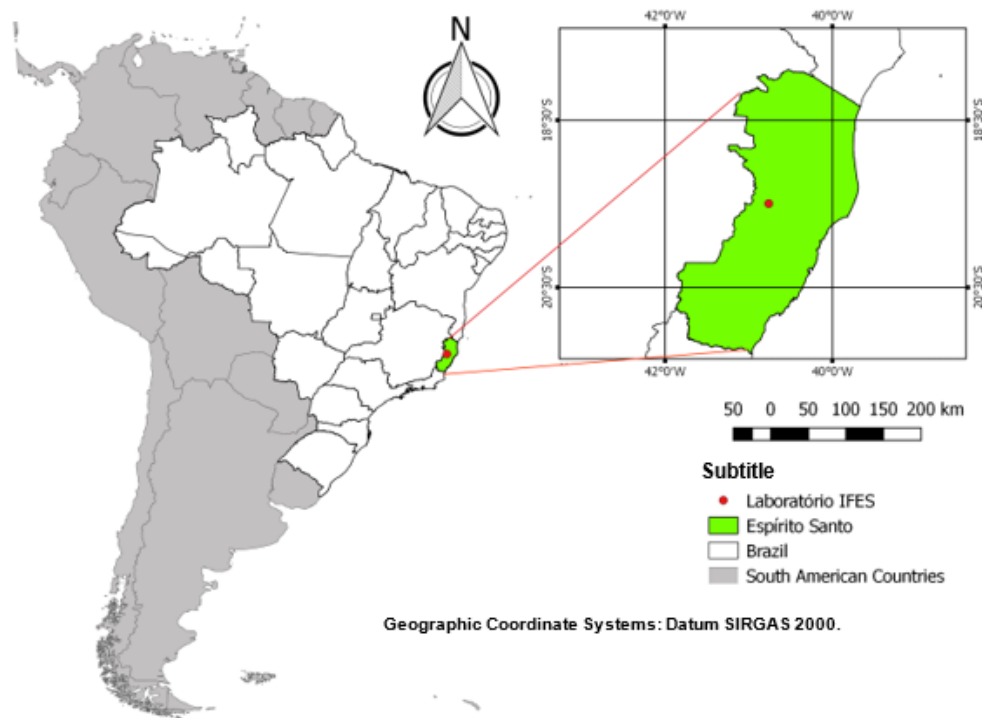 N
42°0'W 40°0'W
18°30'S 18°30'S
20°30'S 20°30'S
42°0'W 40°0'W
50 0 50 100 150 200 km
Subtitle
Laboratório IFES
Espírito Santo
Brazil
South American Countries
Geographic Coordinate Systems: Datum SIRGAS 2000.